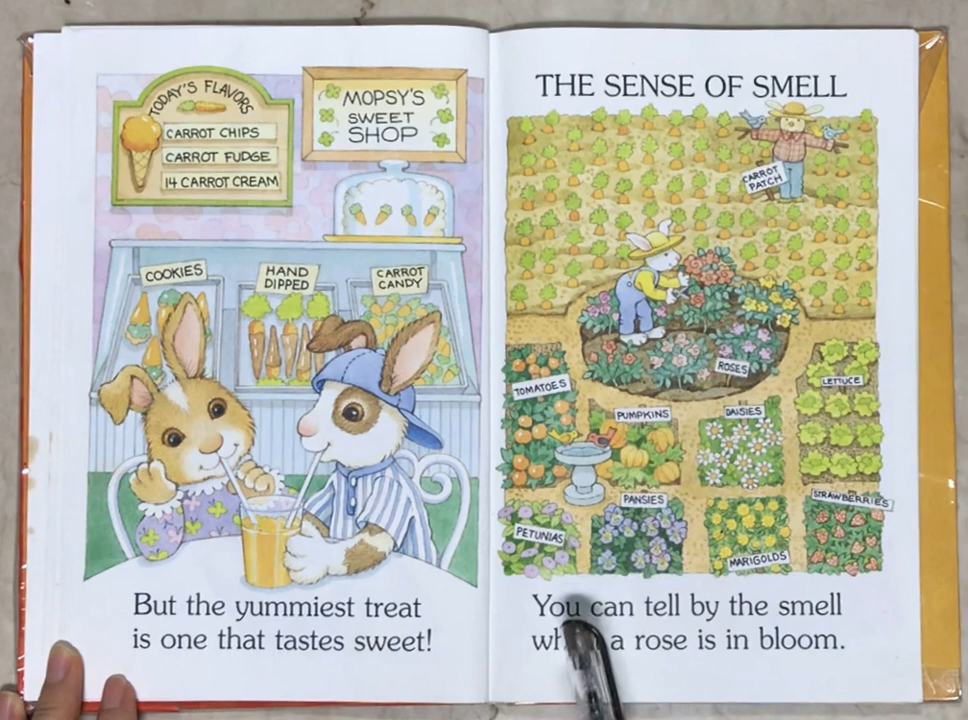 TODAY'S FLAVORS
CARROT CHIPS
CARROT FUDGE
14 CARROT CREAM
MOPSY'S
SWEET
SHOP
COOKIES
HAND
DIPPED
CARROT
CANDY
But the yummiest treat
is one that tastes sweet!
THE SENSE OF SMELL
CARROT
PATCH
ROSES
TOMATOES
LETTUCE
PUMPKINS
DAISIES
PANSIES
STRAWBERRIES
PETUNIAS
MARIGOLDS
You can tell by the smell
a rose is in bloom.